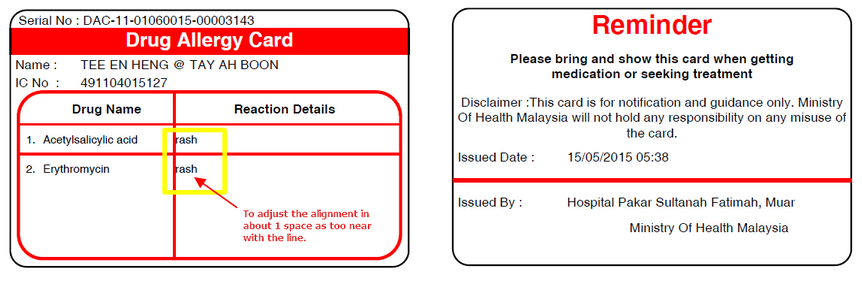 Serial No : DAC-11-01060015-00003143
Drug Allergy Card
Name : TEE EN HENG @ TAY AH BOON
IC No : 491104015127
Drug Name Reaction Details
1. Acetylsalicylic acid rash
2. Erythromycin rash
To adjust the alignment in
about 1 space as too near
with the line.
Reminder
Please bring and show this card when getting
medication or seeking treatment
Disclaimer :This card is for notification and guidance only. Ministry
Of Health Malaysia will not hold any responsibility on any misuse of
the card.
Issued Date : 15/05/2015 05:38
Issued By : Hospital Pakar Sultanah Fatimah, Muar
Ministry Of Health Malaysia